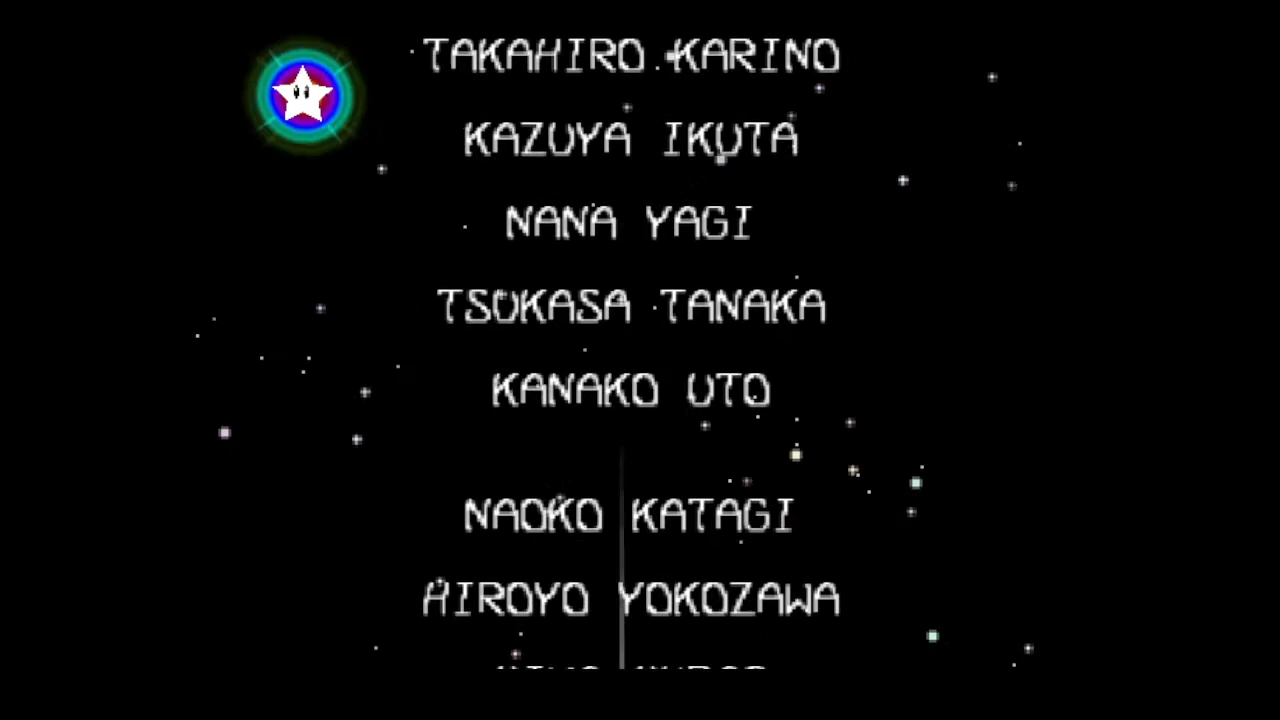 TAKAHIRO KARINO
KAZUYA IKUTA
NANA YAGI
TSUKASA TANAKA
KANAKO UTO
NAOKO KATAGI
HIROYO YOKOZAWA